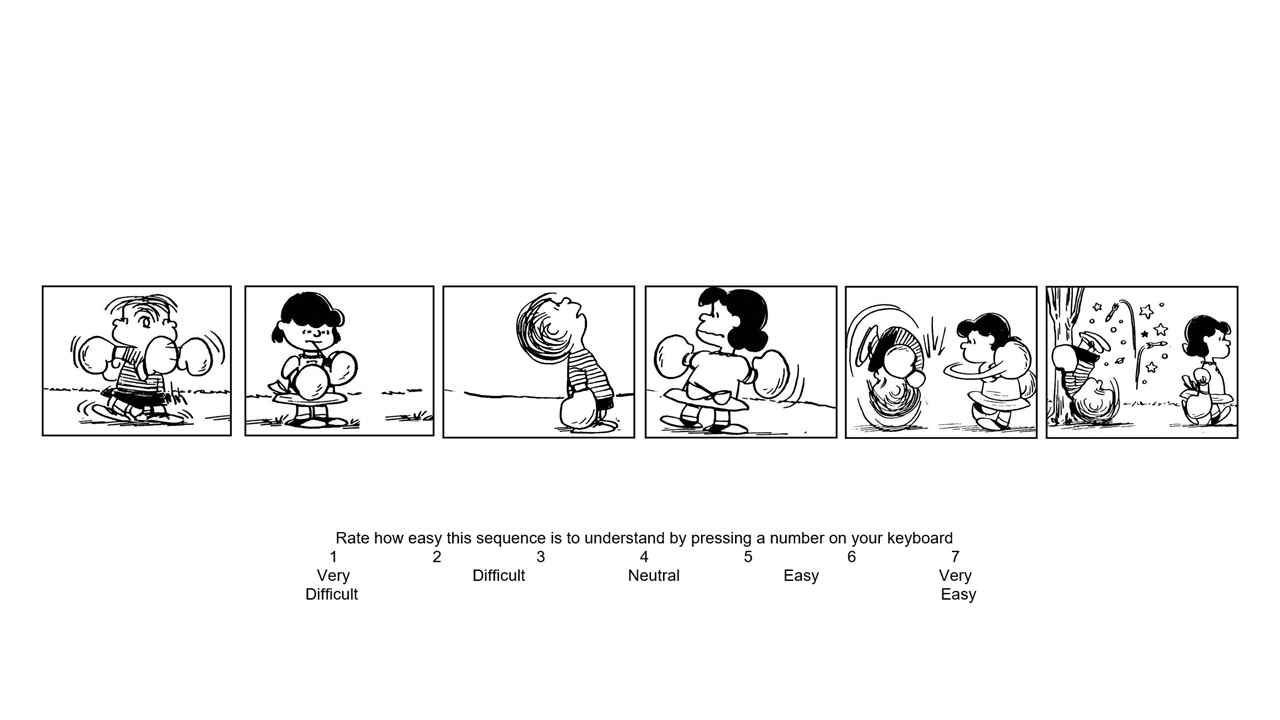 Rate how easy this sequence is to understand by pressing a number on your keyboard
1 2 3 4 5 6 7
Very Difficult Neutral Easy Very
Difficult Easy